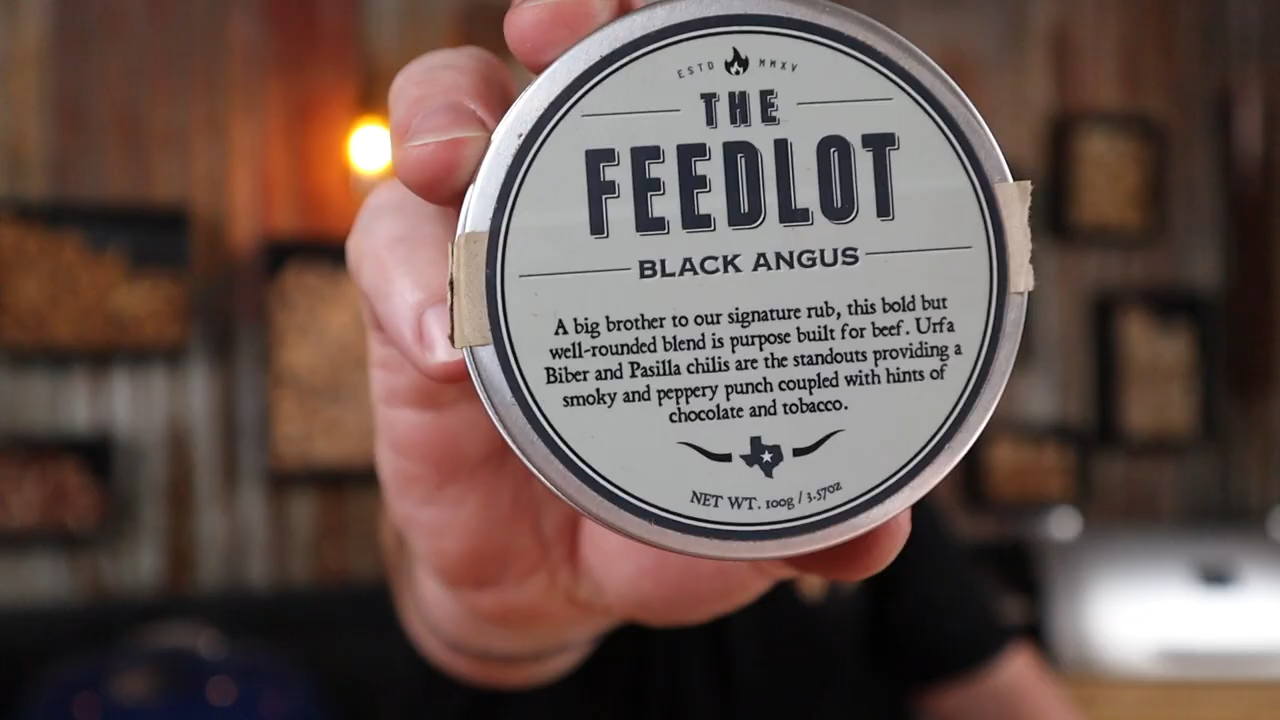 ESTD MMXV
THE
FEEDLOT
BLACK ANGUS
A big brother to our signature rub, this bold but
well-rounded blend is purpose built for beef. Urfa
Biber and Pasilla chilis are the standouts providing a
smoky and peppery punch coupled with hints of
chocolate and tobacco.
NET WT. 100g / 3.57oz